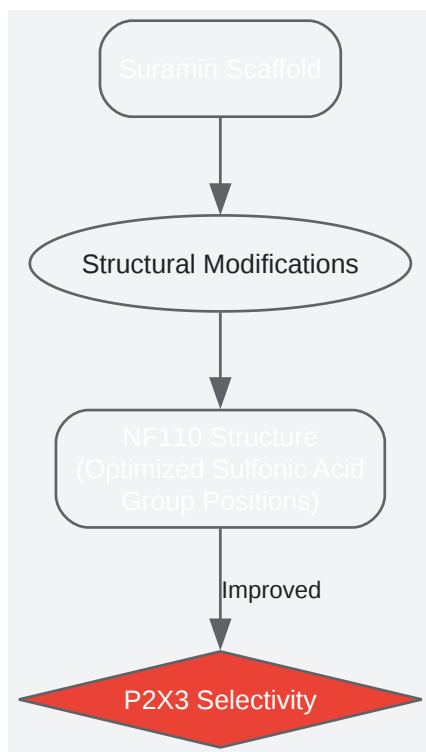 Suramin Scaffold
Structural Modifications
NF110 Structure
(Optimized Sulfonic Acid
Group Positions)
Improved
P2X3 Selectivity